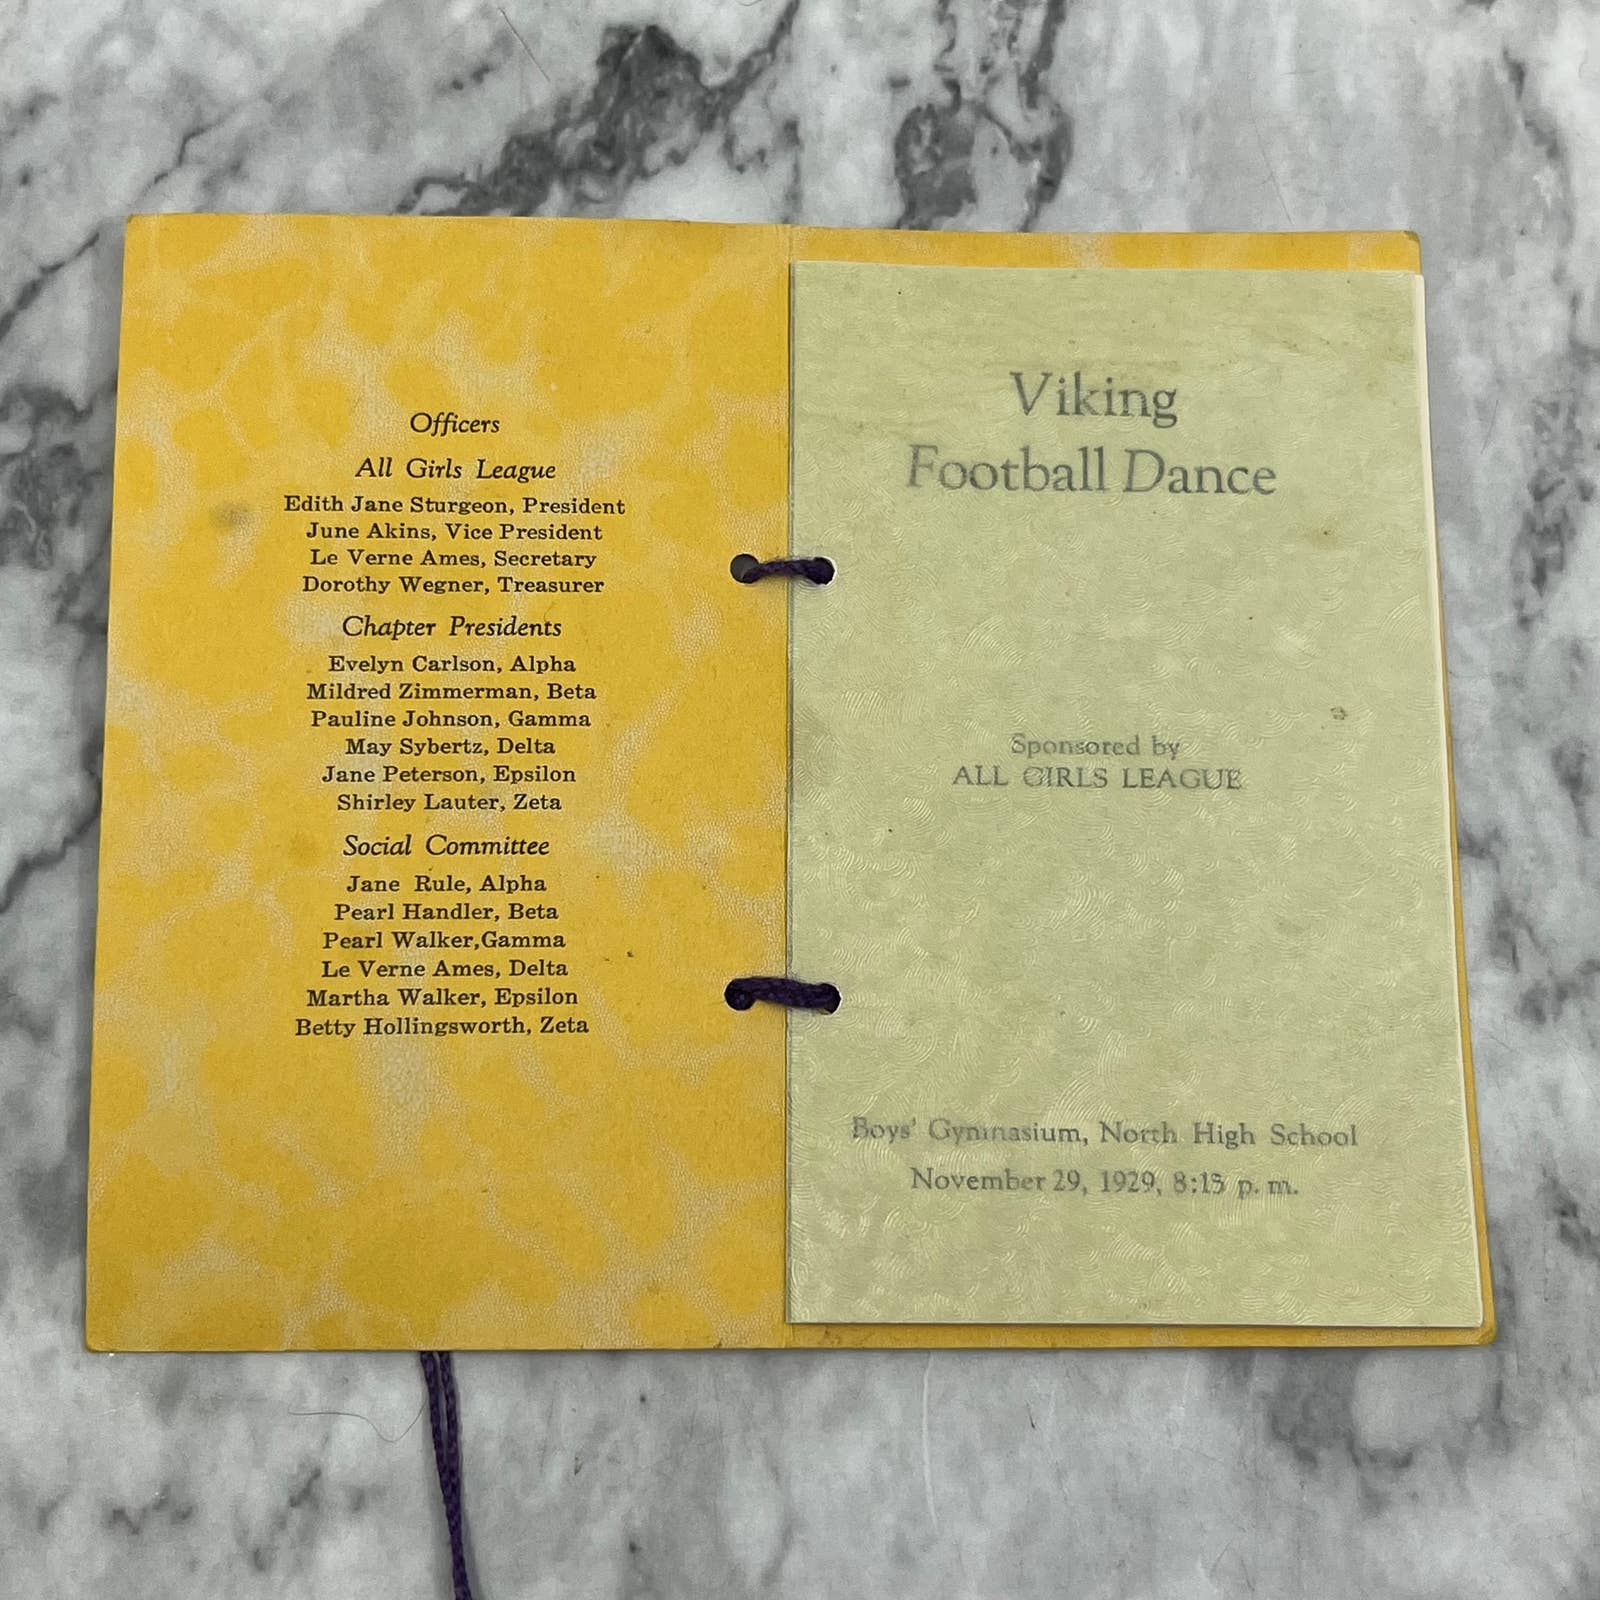 Officers
All Girls League
Edith Jane Sturgeon, President
June Akins, Vice President
Le Verne Ames, Secretary
Dorothy Wegner, Treasurer
Chapter Presidents
Evelyn Carlson, Alpha
Mildred Zimmerman, Beta
Pauline Johnson, Gamma
May Sybertz, Delta
Jane Peterson, Epsilon
Shirley Lauter, Zeta
Social Committee
Jane Rule, Alpha
Pearl Handler, Beta
Pearl Walker,Gamma
Le Verne Ames, Delta
Martha Walker, Epsilon
Betty Hollingsworth, Zeta
Viking
Football Dance
Sponsored by
ALL GIRLS LEAGUE
Boys' Gymnasium, North High School
November 29, 1929, 8:15 p. m.